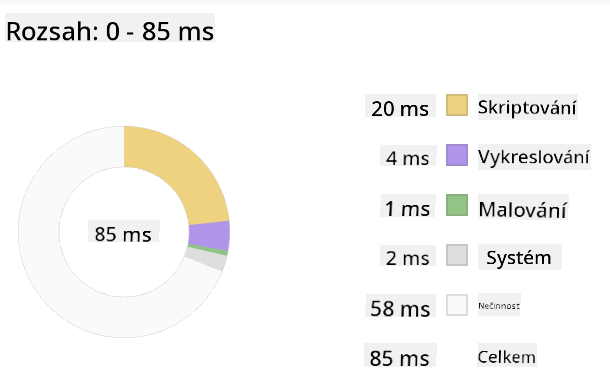 Rozsah: 0 - 85 ms
20 ms Skriptování
4 ms Vykreslování
1 ms Malování
85 ms
2 ms Systém
58 ms Nečinnost
85 ms Celkem